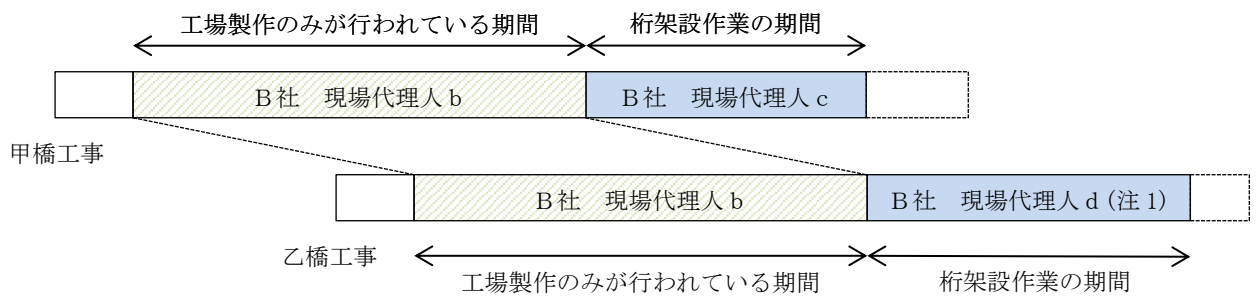 工場製作のみが行われている期間
桁架設作業の期間
B社 現場代理人b
B社 現場代理人c
甲橋工事
B社 現場代理人b
B社 現場代理人d(注1)
乙橋工事
工場製作のみが行われている期間
桁架設作業の期間